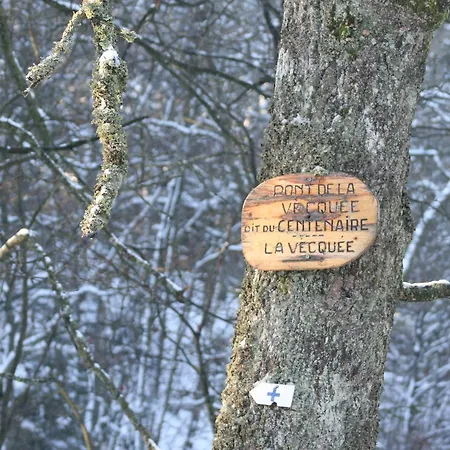 PONT DE LA
VECQUÉE
DIT DU CENTENAIRE
LA VECQUÉE